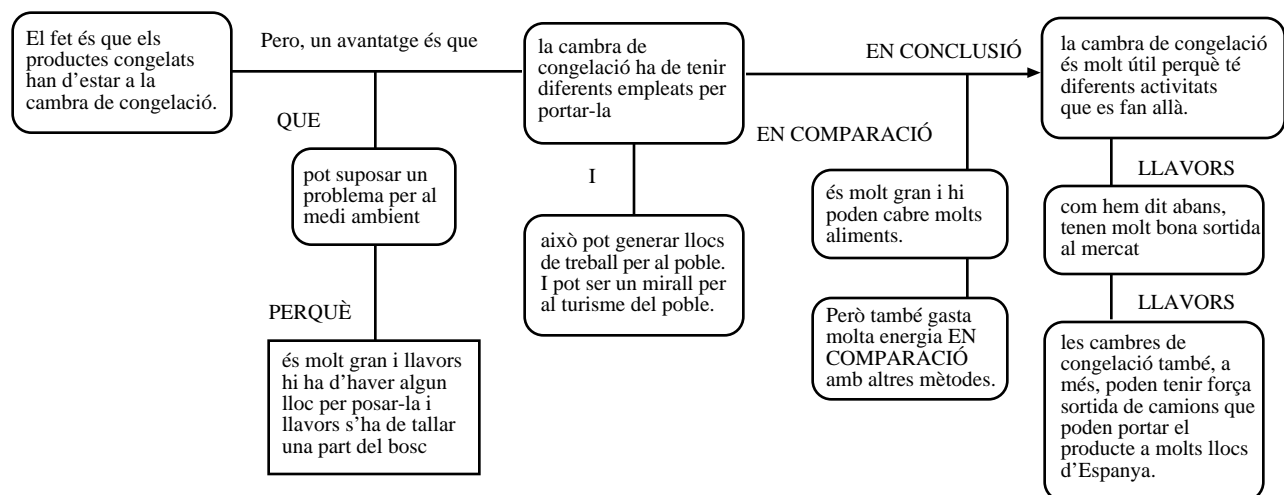 El fet és que els
productes congelats
han d’estar a la
cambra de congelació.
Pero, un avantatge és que
la cambra de
congelació ha de tenir
diferents empleats per
portar-la
EN CONCLUSIÓ
la cambra de congelació
és molt útil perquè té
diferents activitats
que es fan allà.
QUE
pot suposar un
problema per al
medi ambient
PERQUÈ
és molt gran i llavors
hi ha d’haver algun
lloc per posar-la i
llavors s’ha de tallar
una part del bosc
I
això pot generar llocs
de treball per al poble.
I pot ser un mirall per
al turisme del poble.
EN COMPARACIÓ
és molt gran i hi
poden cabre molts
aliments.
Però també gasta
molta energia EN
COMPARACIÓ
amb altres mètodes.
LLAVORS
com hem dit abans,
tenen molt bona sortida
al mercat
LLAVORS
les cambres de
congelació també, a
més, poden tenir força
sortida de camions que
poden portar el
producte a molts llocs
d’Espanya.